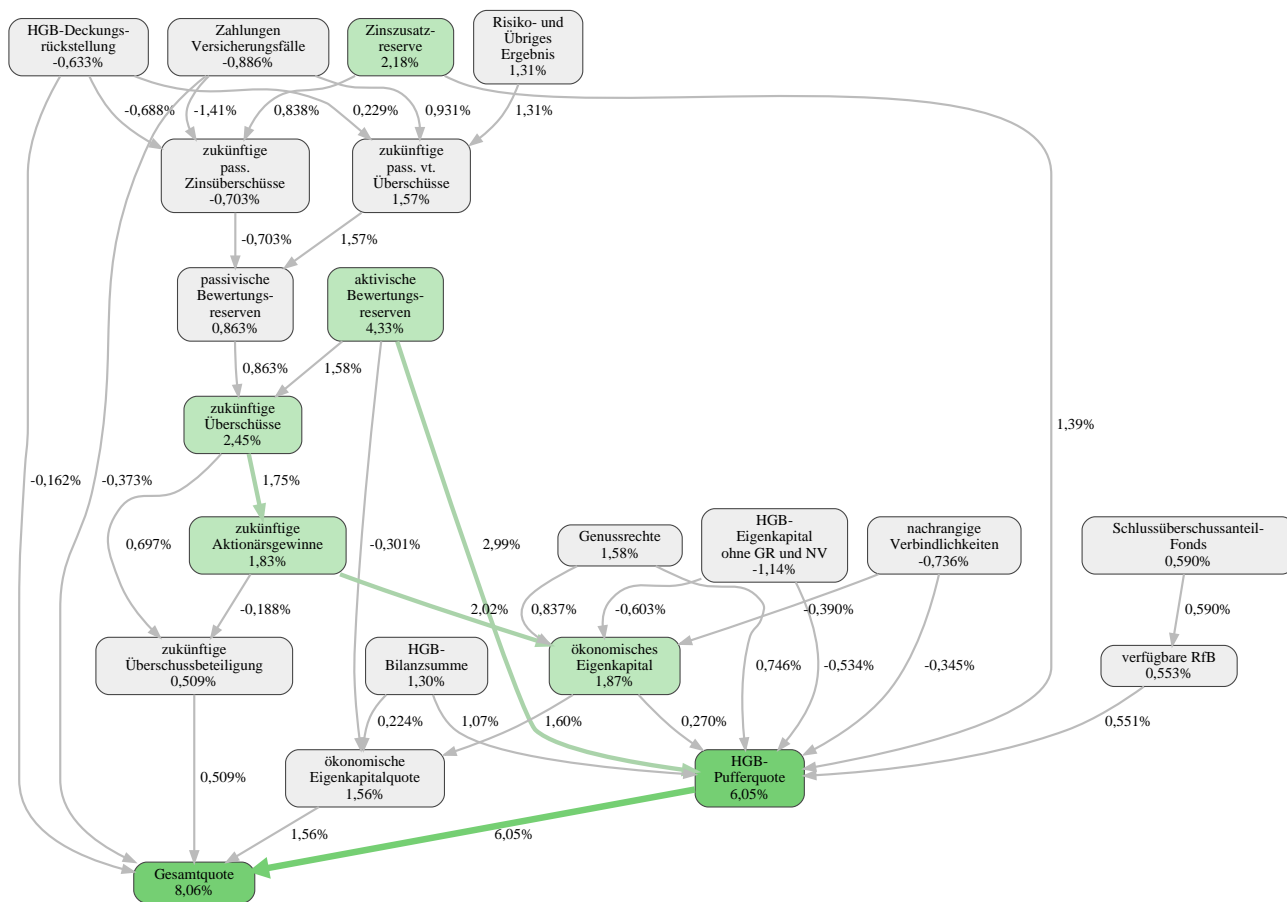 HGB-Deckungs-
rückstellung
-0,633%
Zahlungen
Versicherungsfälle
-0,886%
Zinszusatz-
reserve
2,18%
Risiko- und
Übriges
Ergebnis
1,31%
-0,688%
-1,41%
0,838%
0,229%
0,931%
1,31%
zukünftige
pass.
Zinsüberschüsse
-0,703%
zukünftige
pass. vt.
Überschüsse
1,57%
-0,703%
1,57%
passivische
Bewertungs-
reserven
0,863%
aktivische
Bewertungs-
reserven
4,33%
0,863%
1,58%
zukünftige
Überschüsse
2,45%
1,39%
-0,162%
-0,373%
1,75%
zukünftige
Aktionärsgewinne
1,83%
0,697%
-0,301%
2,99%
Genussrechte
1,58%
HGB-
Eigenkapital
ohne GR und NV
-1,14%
nachrangige
Verbindlichkeiten
-0,736%
Schlussüberschussanteil-
Fonds
0,590%
-0,188%
2,02%
0,837%
-0,603%
-0,390%
0,590%
zukünftige
Überschussbeteiligung
0,509%
HGB-
Bilanzsumme
1,30%
ökonomisches
Eigenkapital
1,87%
0,746%
-0,534%
-0,345%
verfügbare RfB
0,553%
0,224%
1,07%
1,60%
0,270%
0,551%
0,509%
ökonomische
Eigenkapitalquote
1,56%
HGB-
Pufferquote
6,05%
1,56%
6,05%
Gesamtquote
8,06%